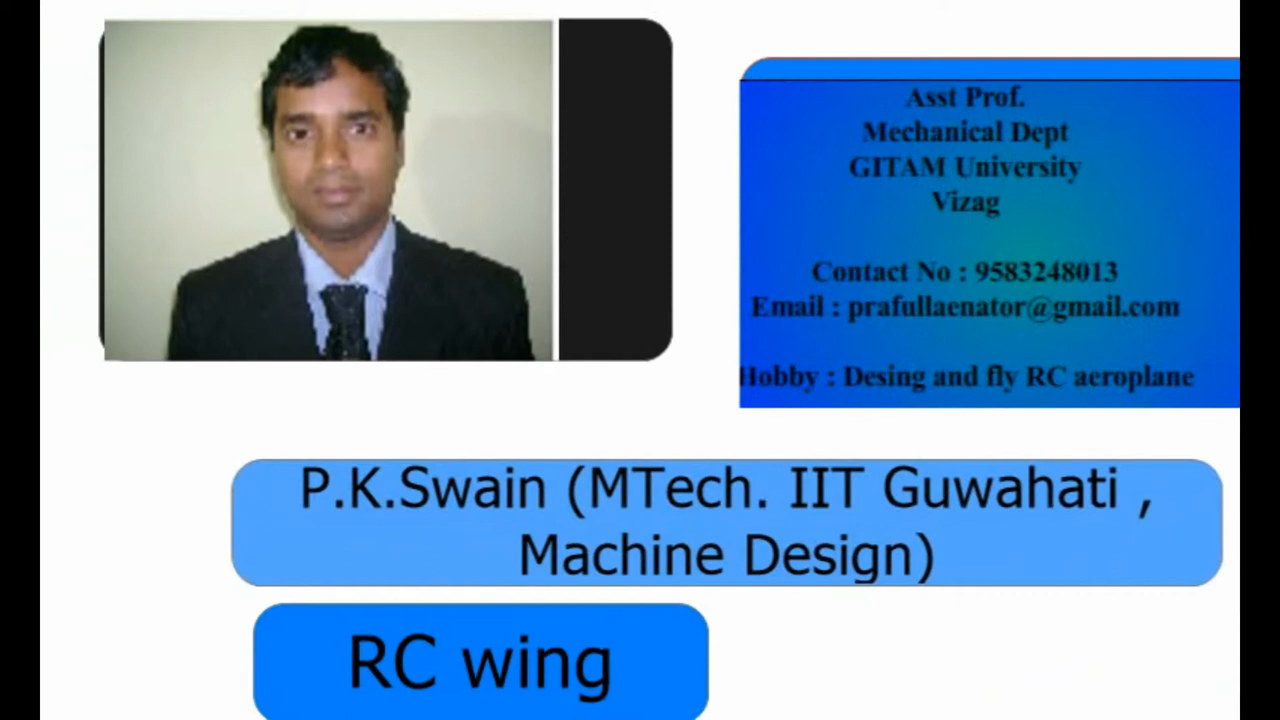 Asst Prof.
Mechanical Dept
GITAM University
Vizag
Contact No : 9583248013
Email : prafullaenator@gmail.com
Hobby : Desing and fly RC aeroplane
P.K.Swain (MTech. IIT Guwahati ,
Machine Design)
RC wing